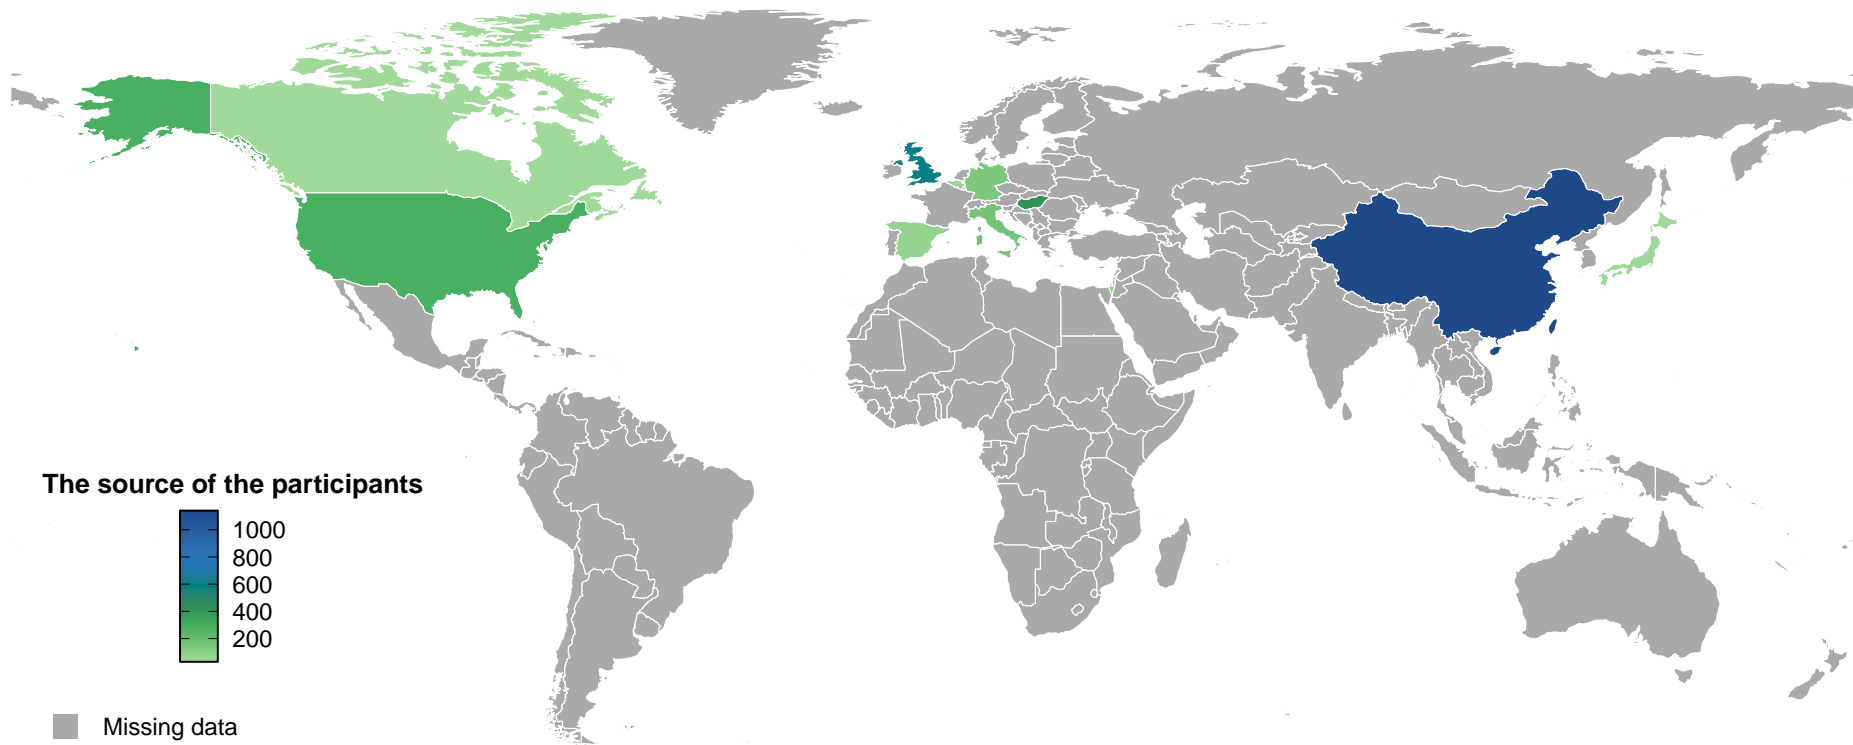 The source of the participants
1000
800
600
400
200
Missing data